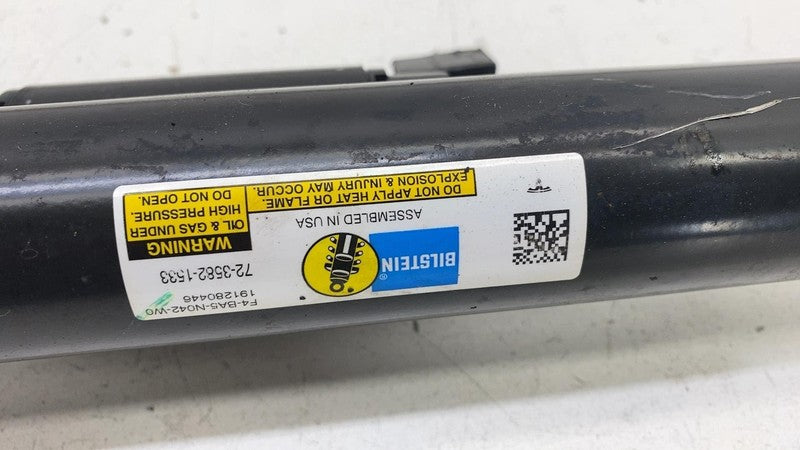 BILSTEIN®
F4-BA5-N042-W0
191280446
72-3582-1533
ASSEMBLED IN USA
WARNING
OIL & GAS UNDER
HIGH PRESSURE.
DO NOT OPEN.
DO NOT APPLY HEAT OR FLAME.
EXPLOSION & INJURY MAY OCCUR.